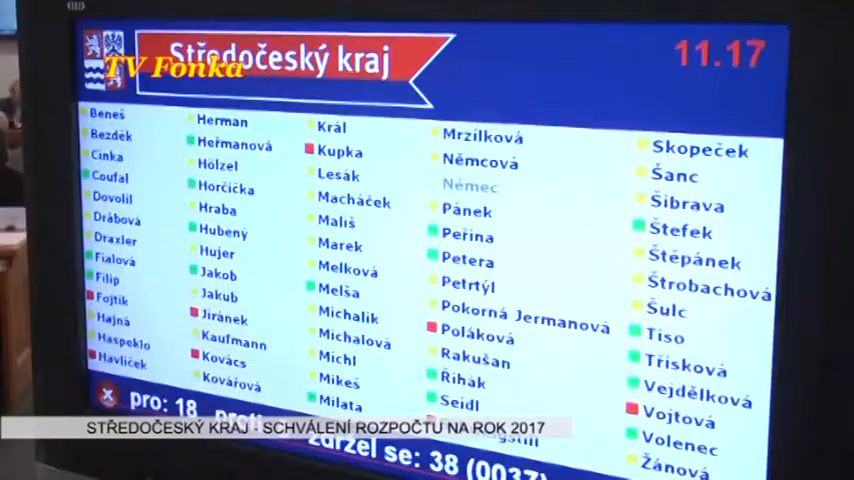 Středočeský kraj
TV Fonka
11.17
Beneš
Bezděk
Cinka
Coufal
Dovolil
Drábová
Draxler
Fialová
Filip
Fojtík
Hajná
Haspeklo
Havlíček
Herman
Heřmanová
Hölzel
Horčička
Hraba
Hubený
Hujer
Jakob
Jakub
Jiránek
Kaufmann
Kovács
Kovářová
Král
Kupka
Lesák
Macháček
Mališ
Marek
Melková
Melša
Michalik
Michalová
Michl
Mikeš
Milata
Mrzílková
Němcová
Němec
Pánek
Peřina
Petera
Petrtýl
Pokorná Jermanová
Poláková
Rakušan
Řihák
Seidl
Skopeček
Šanc
Šibrava
Štefek
Štěpánek
Štrobachová
Šulc
Tiso
Třísková
Vejdělková
Vojtová
Volenec
Žánová
pro: 18 zdržel se: 38 (0037)
STŘEDOČESKÝ KRAJ - SCHVÁLENÍ ROZPOČTU NA ROK 2017